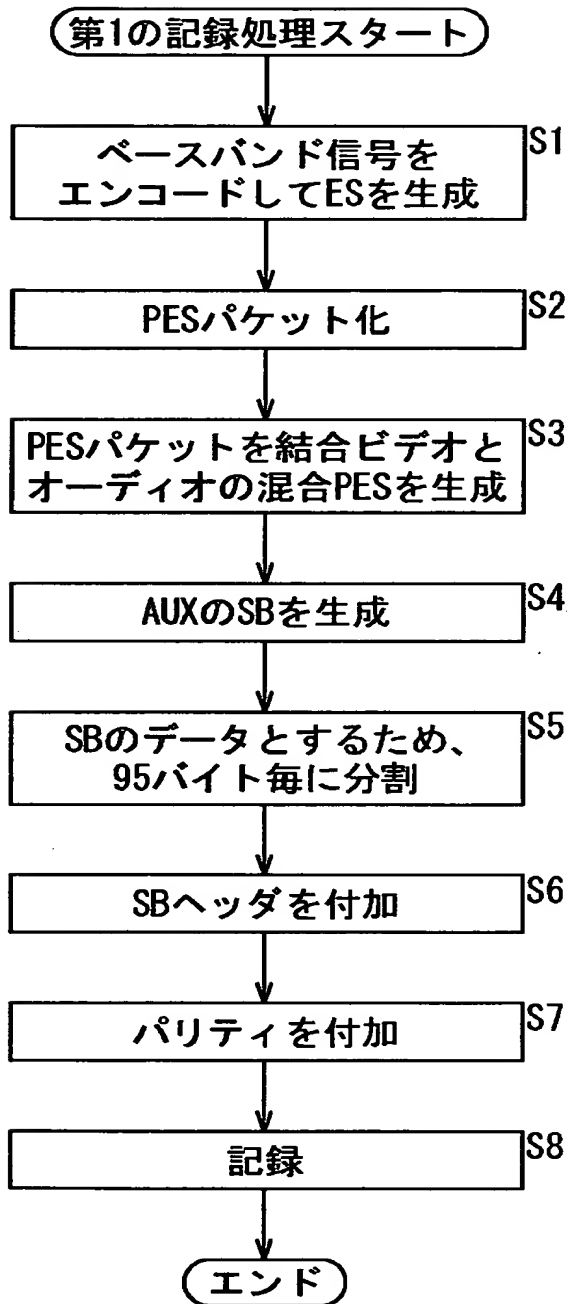 第1の記録処理スタート
S1
ベースバンド信号を
エンコードしてESを生成
S2
PESパケット化
S3
PESパケットを結合ビデオと
オーディオの混合PESを生成
S4
AUXのSBを生成
S5
SBのデータとするため、
95バイト毎に分割
S6
SBヘッダを付加
S7
パリティを付加
S8
記録
エンド